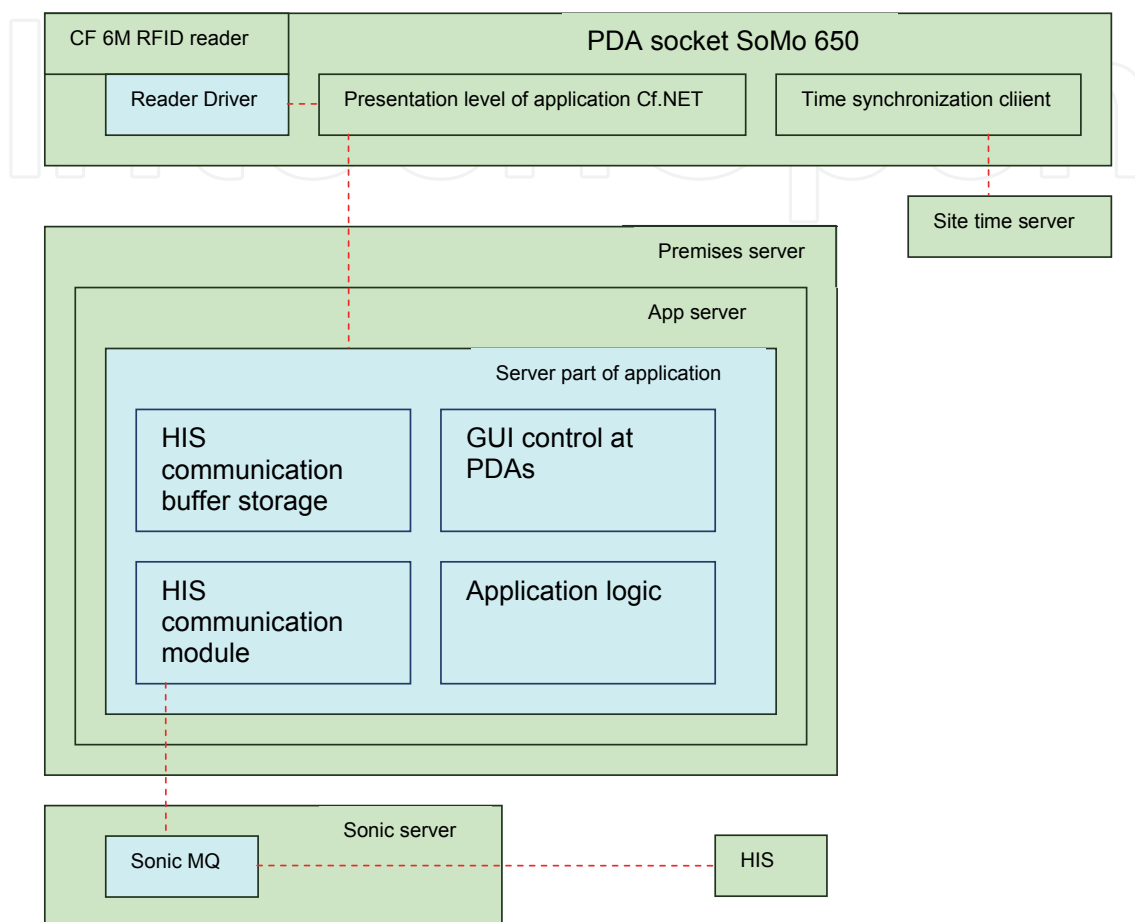 CF 6M RFID reader
PDA socket SoMo 650
Reader Driver
Presentation level of application Cf.NET
Time synchronization cliient
Site time server
Premises server
App server
Server part of application
HIS
communication
buffer storage
GUI control at
PDAs
HIS
communication
module
Application logic
Sonic server
Sonic MQ
HIS